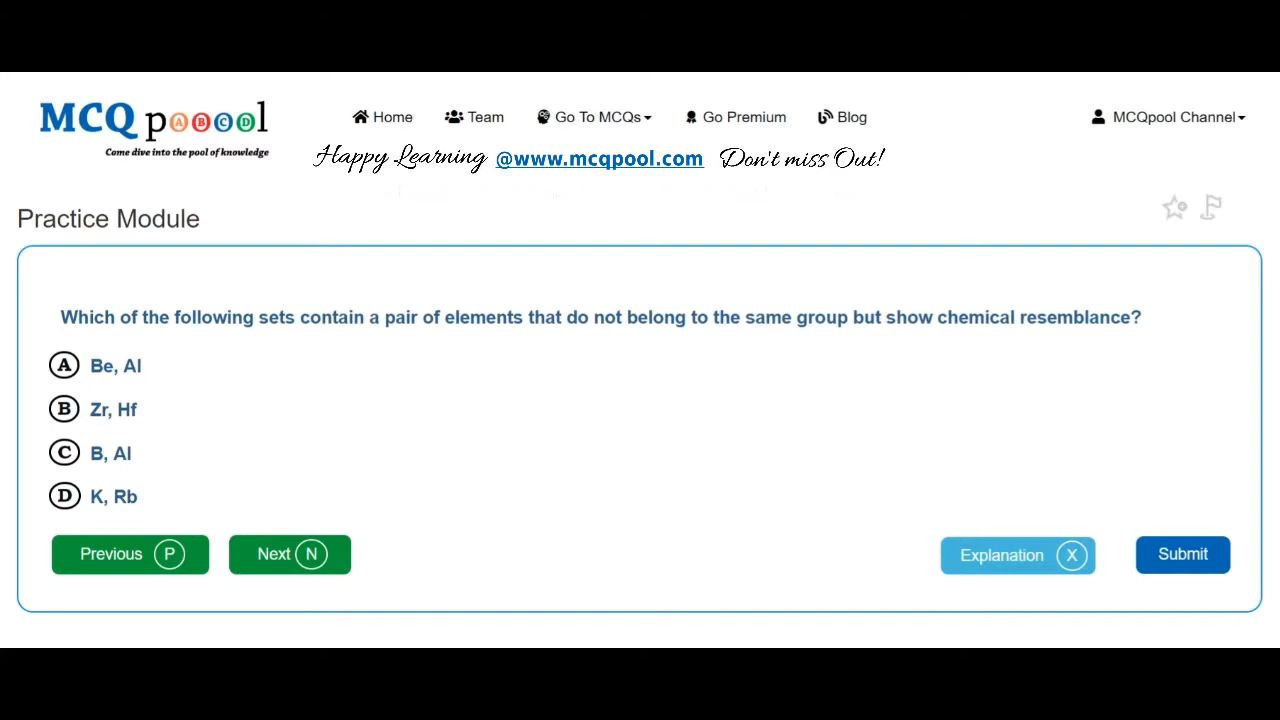 MCQ pABCDl
Come dive into the pool of knowledge
Home Team Go To MCQs Go Premium Blog MCQpool Channel
Happy Learning @www.mcqpool.com Don't miss Out!
Practice Module
Which of the following sets contain a pair of elements that do not belong to the same group but show chemical resemblance?
A Be, Al
B Zr, Hf
C B, Al
D K, Rb
Previous P Next N Explanation X Submit